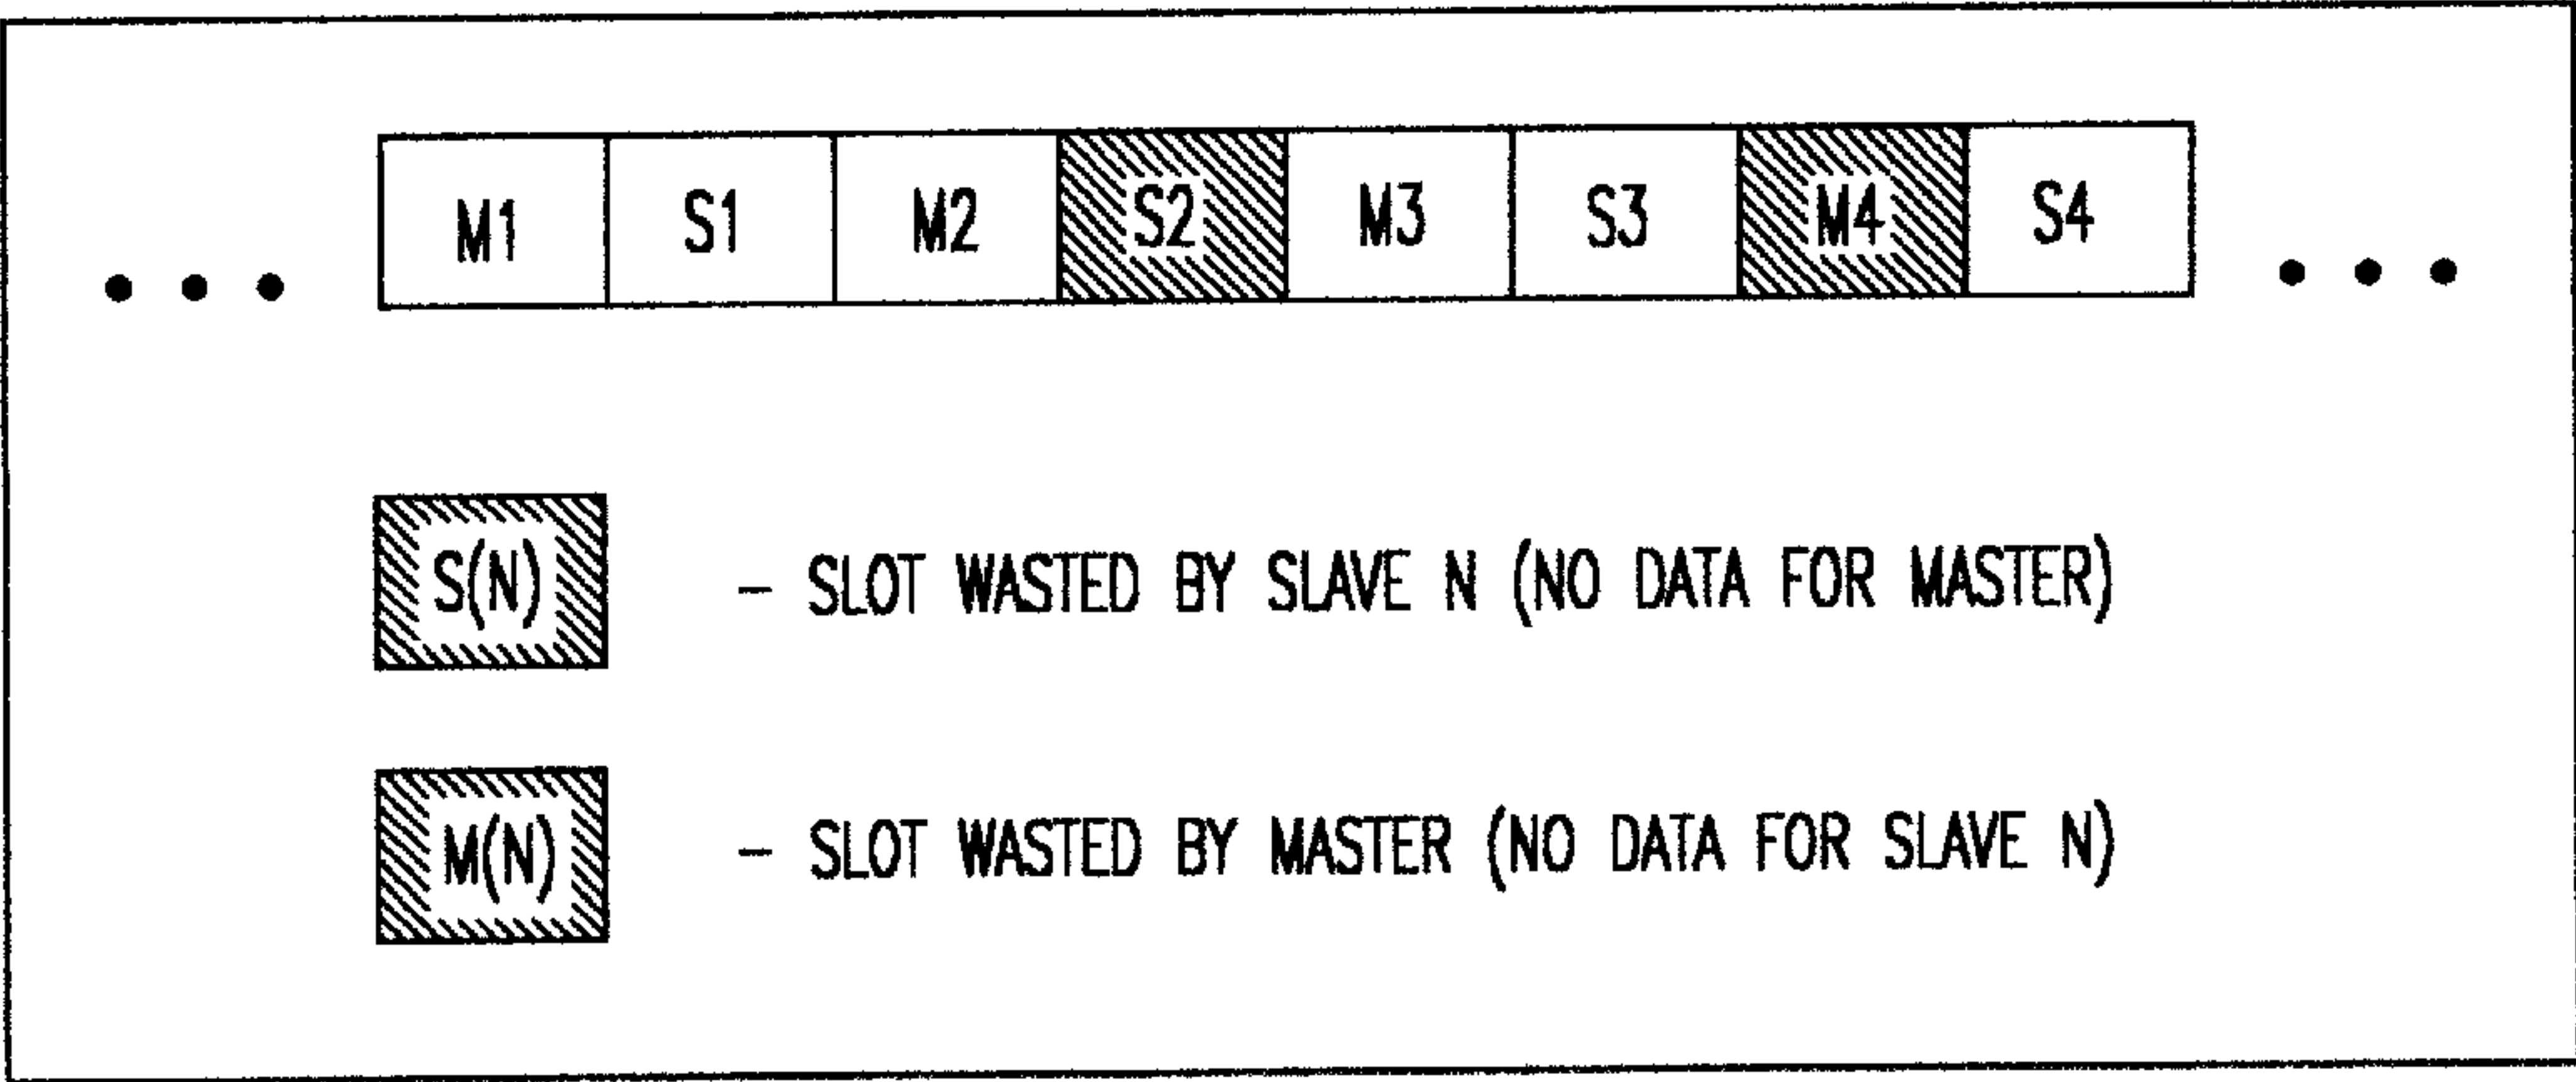 M1 S1 M2 S2 M3 S3 M4 S4
S(N) – SLOT WASTED BY SLAVE N (NO DATA FOR MASTER)
M(N) – SLOT WASTED BY MASTER (NO DATA FOR SLAVE N)